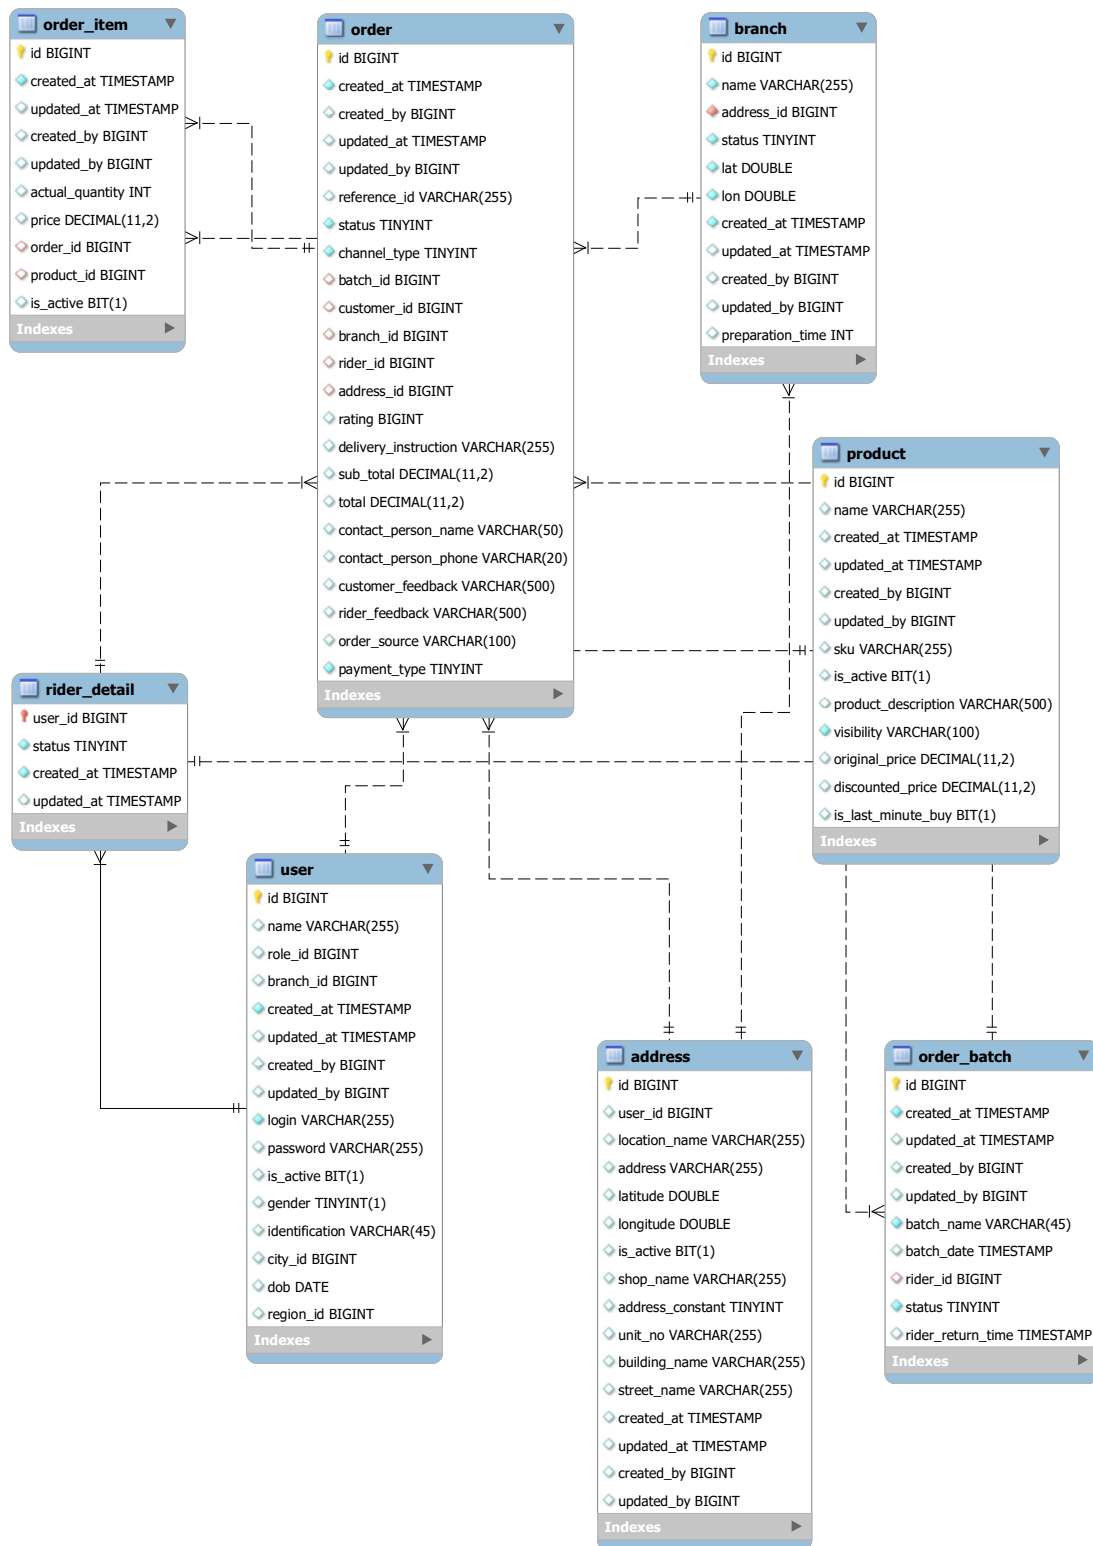 order_item
id BIGINT
created_at TIMESTAMP
updated_at TIMESTAMP
created_by BIGINT
updated_by BIGINT
actual_quantity INT
price DECIMAL(11,2)
order_id BIGINT
product_id BIGINT
is_active BIT(1)
Indexes
order
id BIGINT
created_at TIMESTAMP
created_by BIGINT
updated_at TIMESTAMP
updated_by BIGINT
reference_id VARCHAR(255)
status TINYINT
channel_type TINYINT
batch_id BIGINT
customer_id BIGINT
branch_id BIGINT
rider_id BIGINT
address_id BIGINT
rating BIGINT
delivery_instruction VARCHAR(255)
sub_total DECIMAL(11,2)
total DECIMAL(11,2)
contact_person_name VARCHAR(50)
contact_person_phone VARCHAR(20)
customer_feedback VARCHAR(500)
rider_feedback VARCHAR(500)
order_source VARCHAR(100)
payment_type TINYINT
Indexes
branch
id BIGINT
name VARCHAR(255)
address_id BIGINT
status TINYINT
lat DOUBLE
lon DOUBLE
created_at TIMESTAMP
updated_at TIMESTAMP
created_by BIGINT
updated_by BIGINT
preparation_time INT
Indexes
product
id BIGINT
name VARCHAR(255)
created_at TIMESTAMP
updated_at TIMESTAMP
created_by BIGINT
updated_by BIGINT
sku VARCHAR(255)
is_active BIT(1)
product_description VARCHAR(500)
visibility VARCHAR(100)
original_price DECIMAL(11,2)
discounted_price DECIMAL(11,2)
is_last_minute_buy BIT(1)
Indexes
rider_detail
user_id BIGINT
status TINYINT
created_at TIMESTAMP
updated_at TIMESTAMP
Indexes
user
id BIGINT
name VARCHAR(255)
role_id BIGINT
branch_id BIGINT
created_at TIMESTAMP
updated_at TIMESTAMP
created_by BIGINT
updated_by BIGINT
login VARCHAR(255)
password VARCHAR(255)
is_active BIT(1)
gender TINYINT(1)
identification VARCHAR(45)
city_id BIGINT
dob DATE
region_id BIGINT
Indexes
address
id BIGINT
user_id BIGINT
location_name VARCHAR(255)
address VARCHAR(255)
latitude DOUBLE
longitude DOUBLE
is_active BIT(1)
shop_name VARCHAR(255)
address_constant TINYINT
unit_no VARCHAR(255)
building_name VARCHAR(255)
street_name VARCHAR(255)
created_at TIMESTAMP
updated_at TIMESTAMP
created_by BIGINT
updated_by BIGINT
Indexes
order_batch
id BIGINT
created_at TIMESTAMP
updated_at TIMESTAMP
created_by BIGINT
updated_by BIGINT
batch_name VARCHAR(45)
batch_date TIMESTAMP
rider_id BIGINT
status TINYINT
rider_return_time TIMESTAMP
Indexes